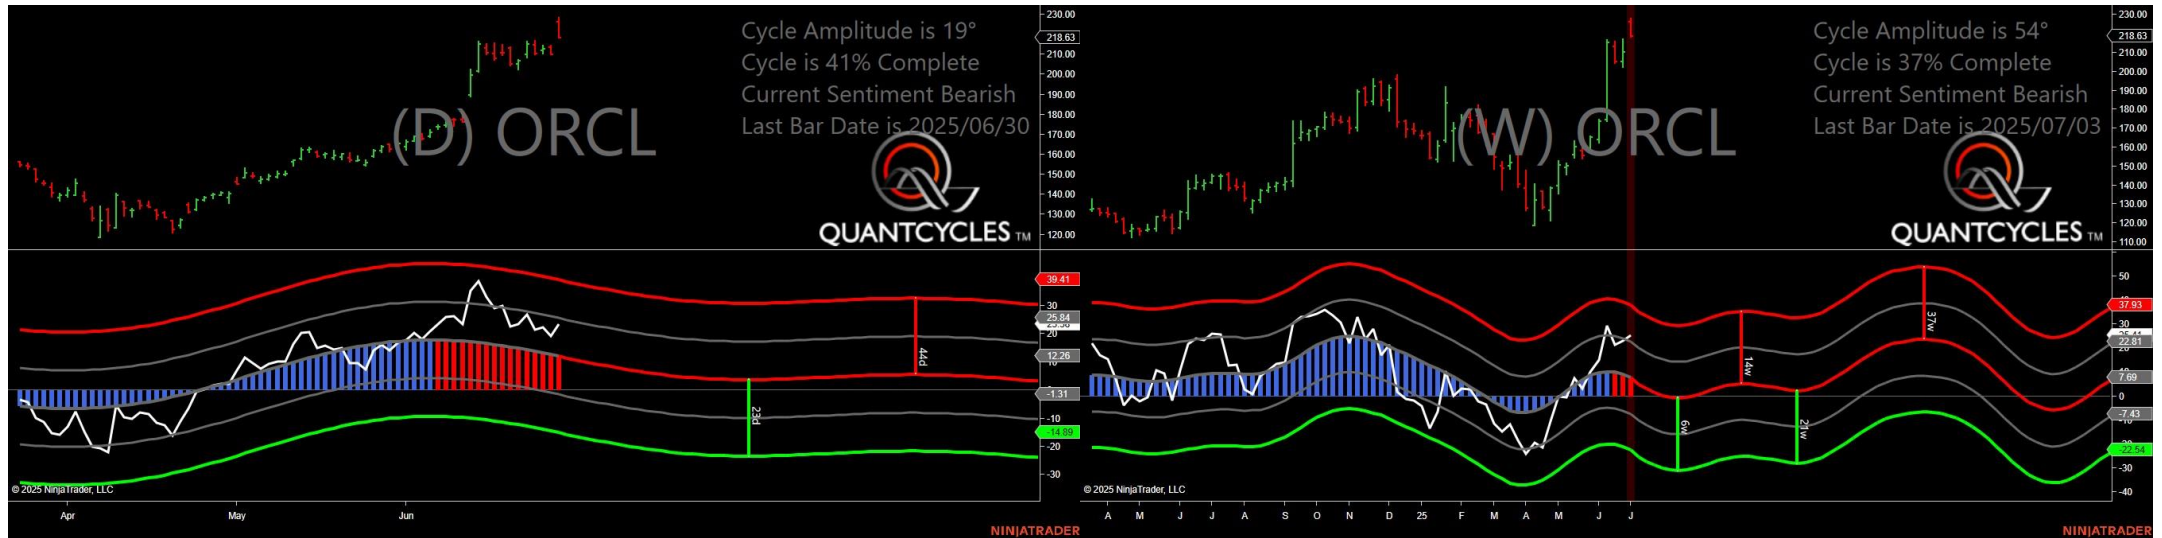 Cycle Amplitude is 19°
Cycle is 41% Complete
Current Sentiment Bearish
Last Bar Date is 2025/06/30
(D) ORCL
QUANTCYCLES TM
230.00
218.63
210.00
200.00
190.00
180.00
170.00
160.00
150.00
140.00
130.00
120.00
39.41
30
25.84
20
12.26
-1.31
-10
-14.89
-20
-30
44d
23d
© 2025 NinjaTrader, LLC
Apr May Jun
NINJATRADER
Cycle Amplitude is 54°
Cycle is 37% Complete
Current Sentiment Bearish
Last Bar Date is 2025/07/03
(W) ORCL
QUANTCYCLES TM
230.00
218.63
210.00
200.00
190.00
180.00
170.00
160.00
150.00
140.00
130.00
120.00
110.00
50
37.93
30
22.81
7.69
0
-7.43
-22.54
-30
-40
37w
14w
6w
21w
© 2025 NinjaTrader, LLC
A M J J A S O N D 25 F M A M J J
NINJATRADER